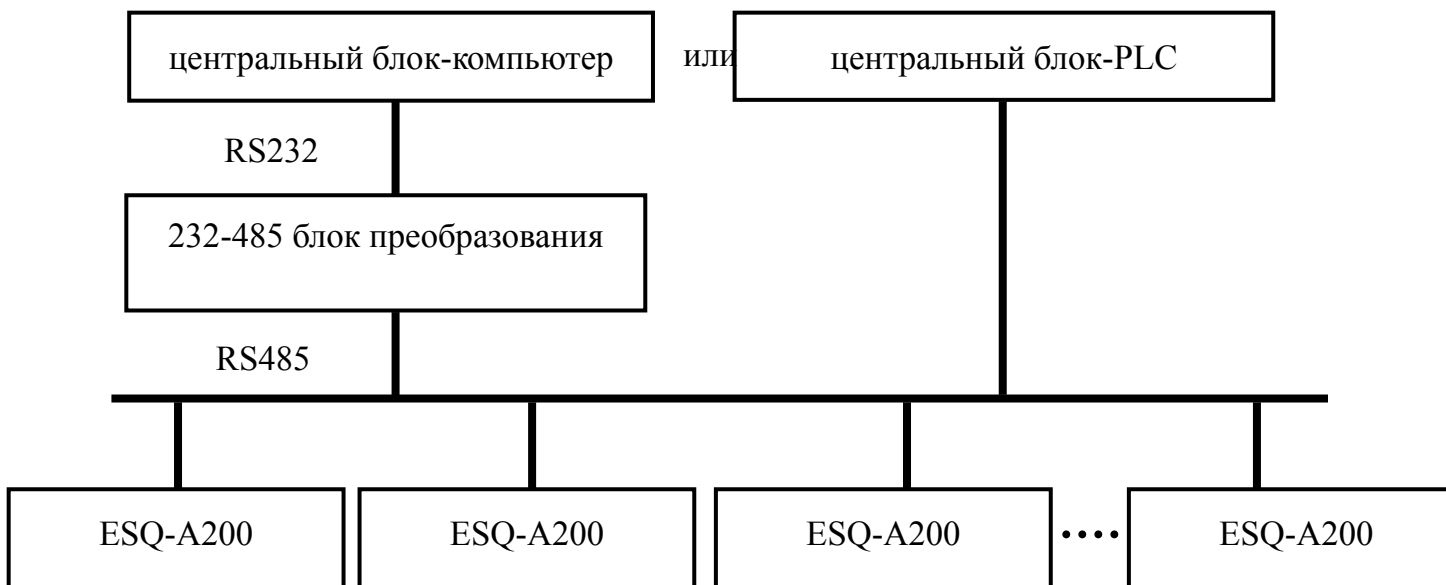 центральный блок-компьютер
или
центральный блок-PLC
RS232
232-485 блок преобразования
RS485
ESQ-A200
ESQ-A200
ESQ-A200
....
ESQ-A200